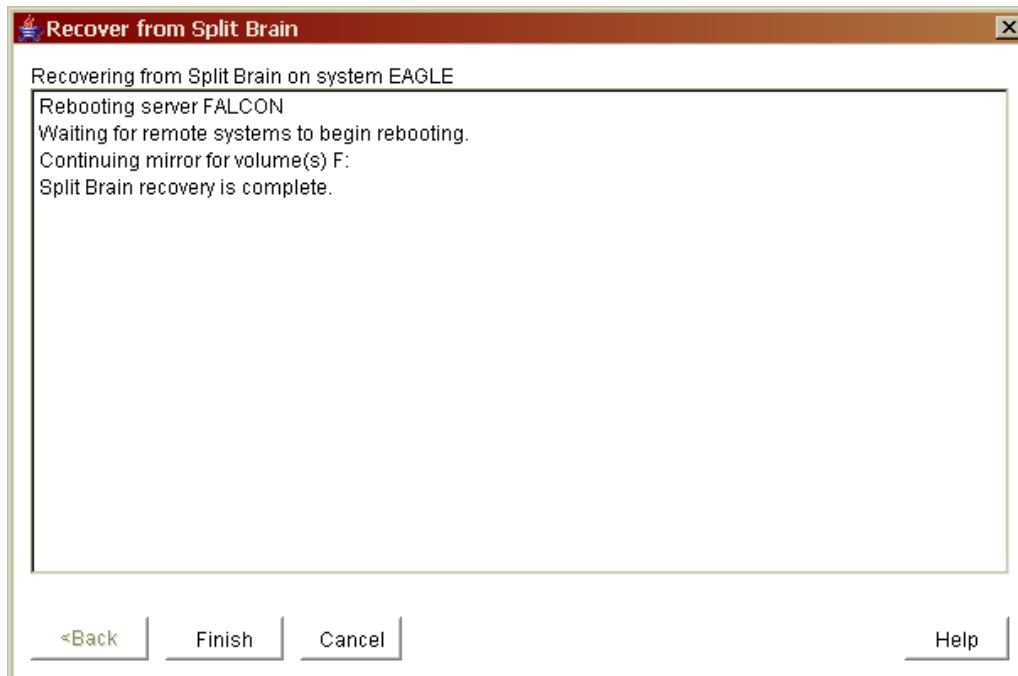 Recover from Split Brain
Recovering from Split Brain on system EAGLE
Rebooting server FALCON
Waiting for remote systems to begin rebooting.
Continuing mirror for volume(s) F:
Split Brain recovery is complete.
<Back Finish Cancel Help